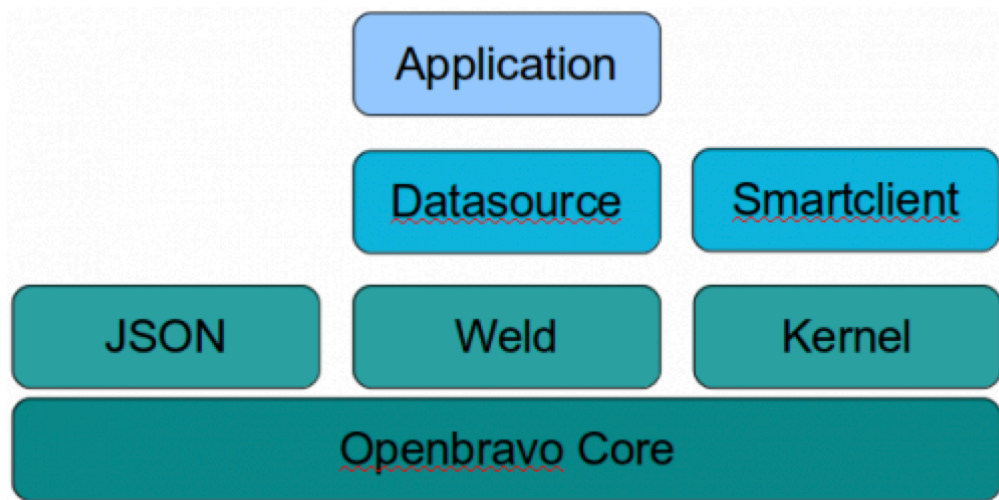 Application
Datasource
Smartclient
JSON
Weld
Kernel
Openbravo Core